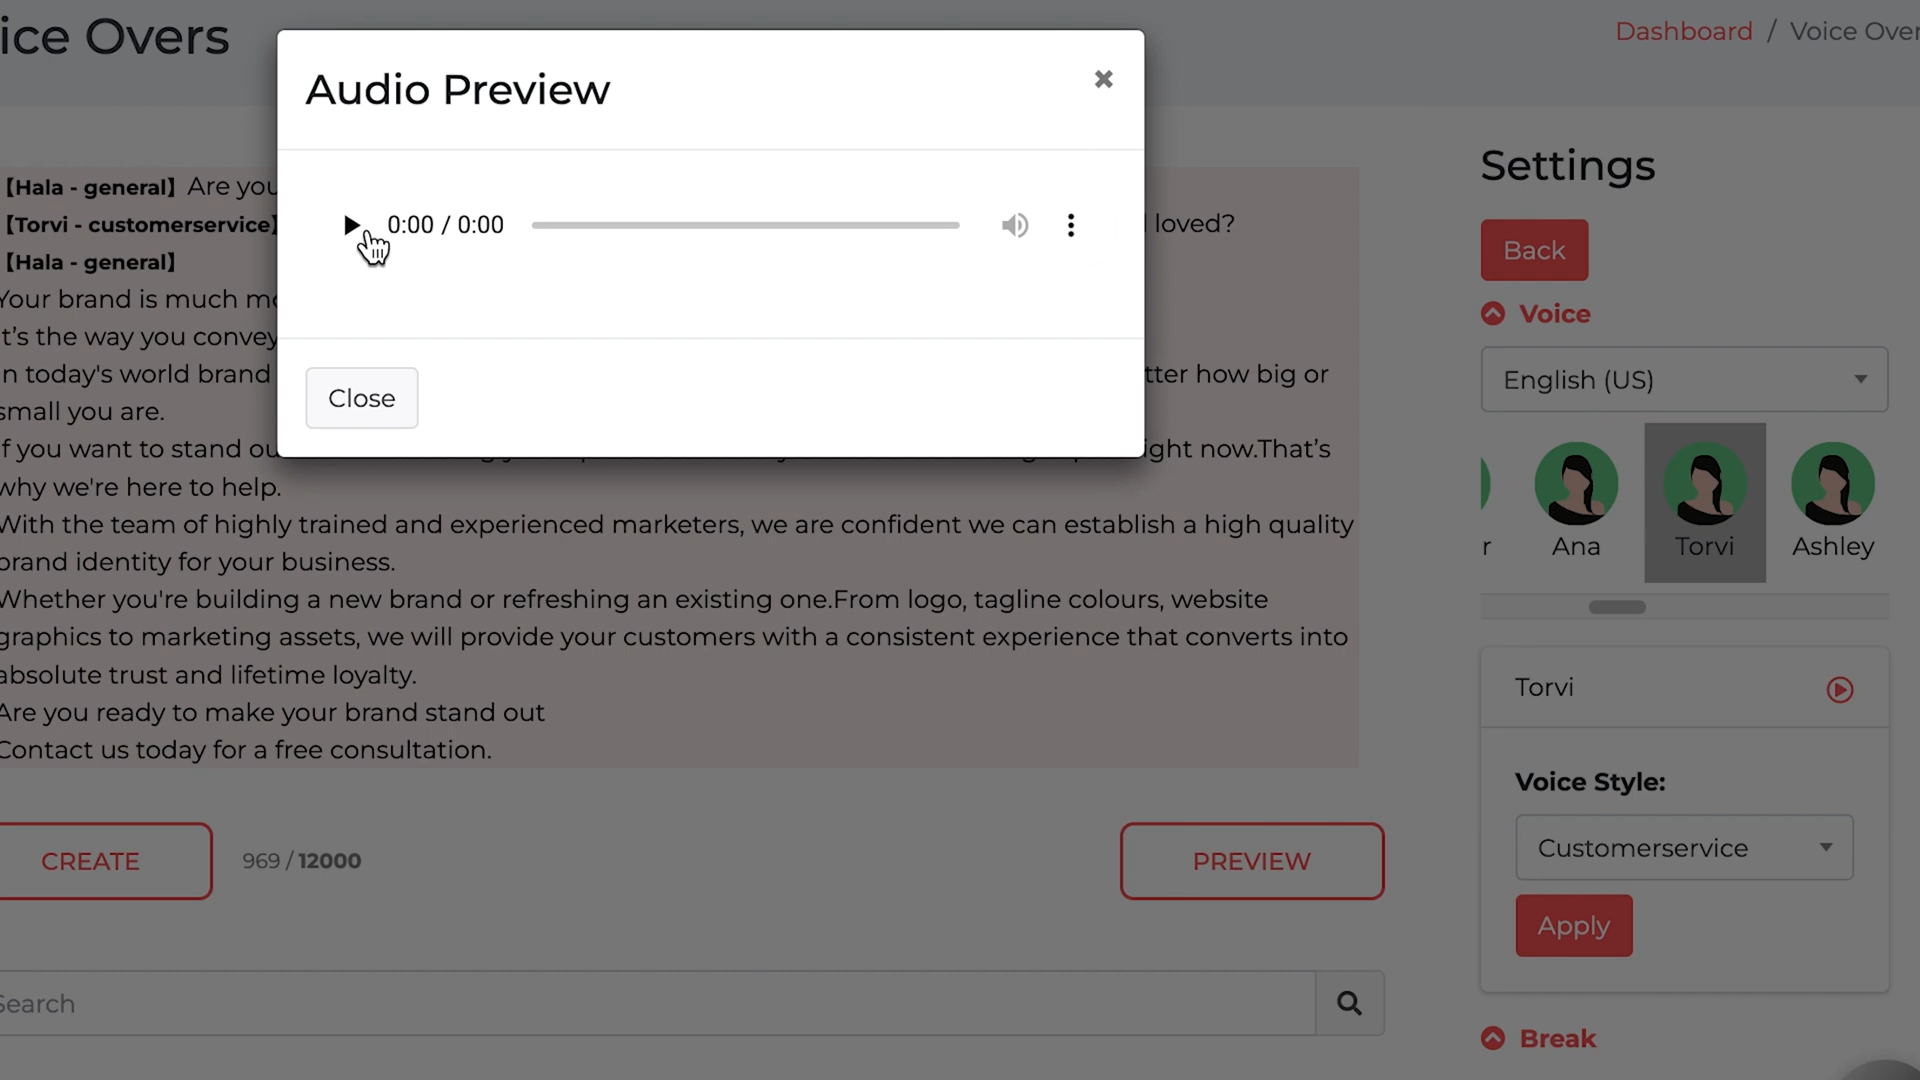 ice Overs
Dashboard / Voice Over
Audio Preview
Settings
【Hala - general】 Are you
【Torvi - customerservice】 loved?
0:00 / 0:00
Back
【Hala - general】
Your brand is much mo
Voice
t's the way you convey
n today's world brand tter how big or
English (US)
small you are.
Close
f you want to stand ou ight now.That's
why we're here to help.
With the team of highly trained and experienced marketers, we are confident we can establish a high quality
brand identity for your business.
r Ana Torvi Ashley
Whether you're building a new brand or refreshing an existing one.From logo, tagline colours, website
graphics to marketing assets, we will provide your customers with a consistent experience that converts into
absolute trust and lifetime loyalty.
Are you ready to make your brand stand out
Contact us today for a free consultation.
Torvi
Voice Style:
Customerservice
CREATE
969 / 12000
PREVIEW
Apply
Search
Break